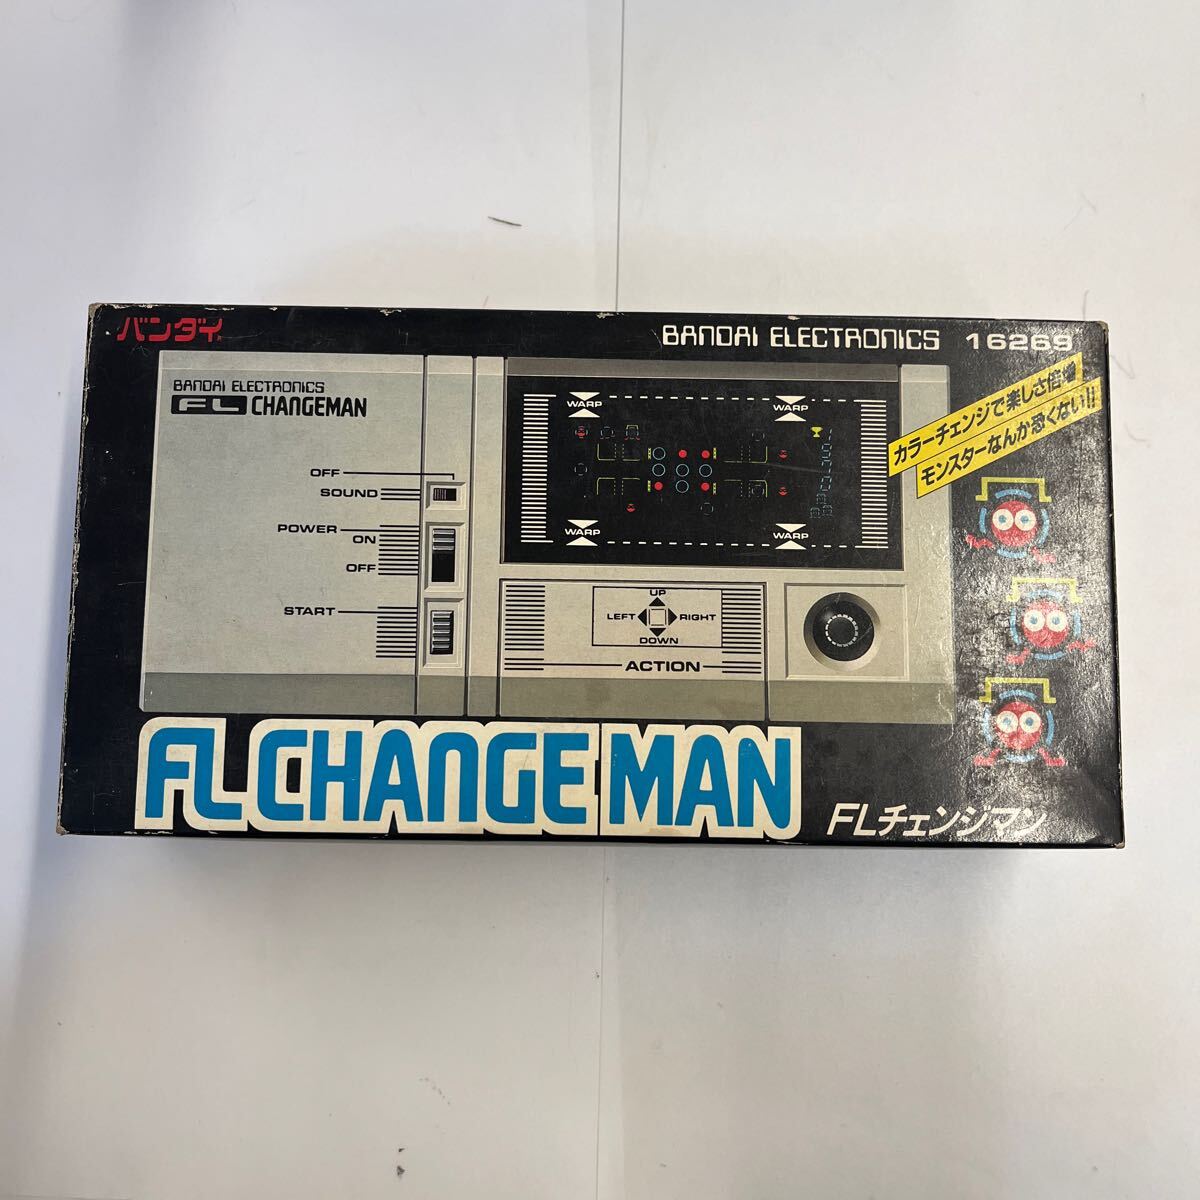 バンダイ
BANDAI ELECTRONICS 16269
BANDAI ELECTRONICS
FL CHANGEMAN
OFF
SOUND
POWER
ON
OFF
START
WARP
WARP
WARP
WARP
UP
LEFT
RIGHT
DOWN
ACTION
カラーチェンジで楽しさ倍増
モンスターなんか恐くない!!
FL CHANGE MAN
FLチェンジマン